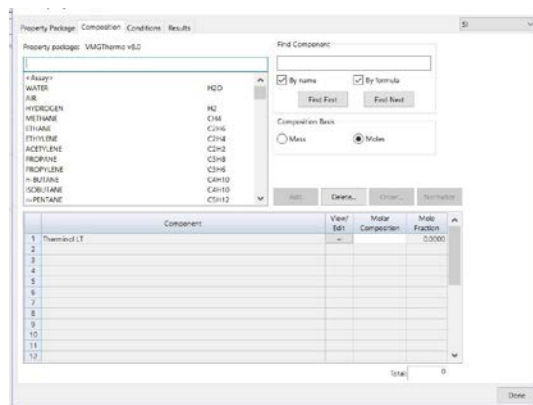 Property Package Composition Conditions Results
SI
Property package: VMGThermo v8.0
Find Component
By name By formula
Find First Find Next
<Assay>
WATER H2O
AIR
HYDROGEN H2
METHANE CH4
ETHANE C2H6
ETHYLENE C2H4
ACETYLENE C2H2
PROPANE C3H8
PROPYLENE C3H6
n-BUTANE C4H10
ISOBUTANE C4H10
n-PENTANE C5H12
Composition Basis
Mass Moles
Add Delete... Order... Normalize
Component View/Edit Molar Composition Mole Fraction
1 Therminol LT 0.0000
2
3
4
5
6
7
8
9
10
11
12
Total: 0
Done